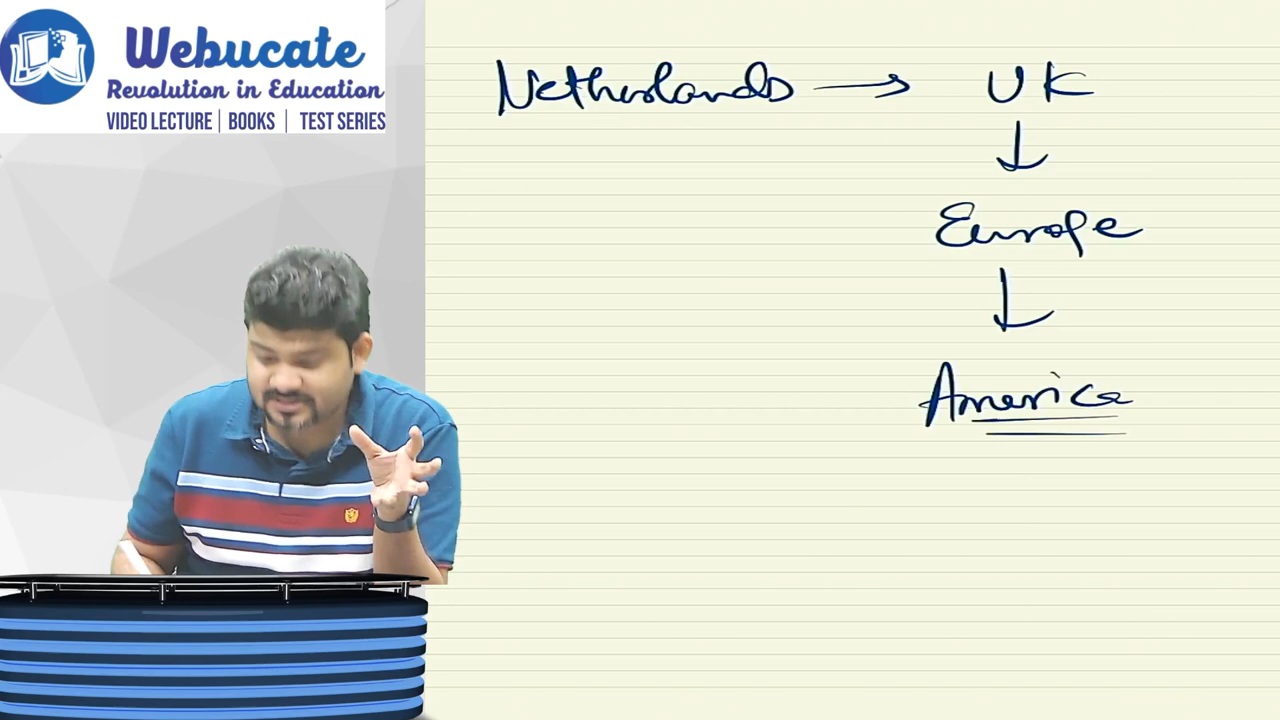 Webucate
Revolution in Education
VIDEO LECTURE | BOOKS | TEST SERIES
Netherlands → UK
↓
Europe
↓
America